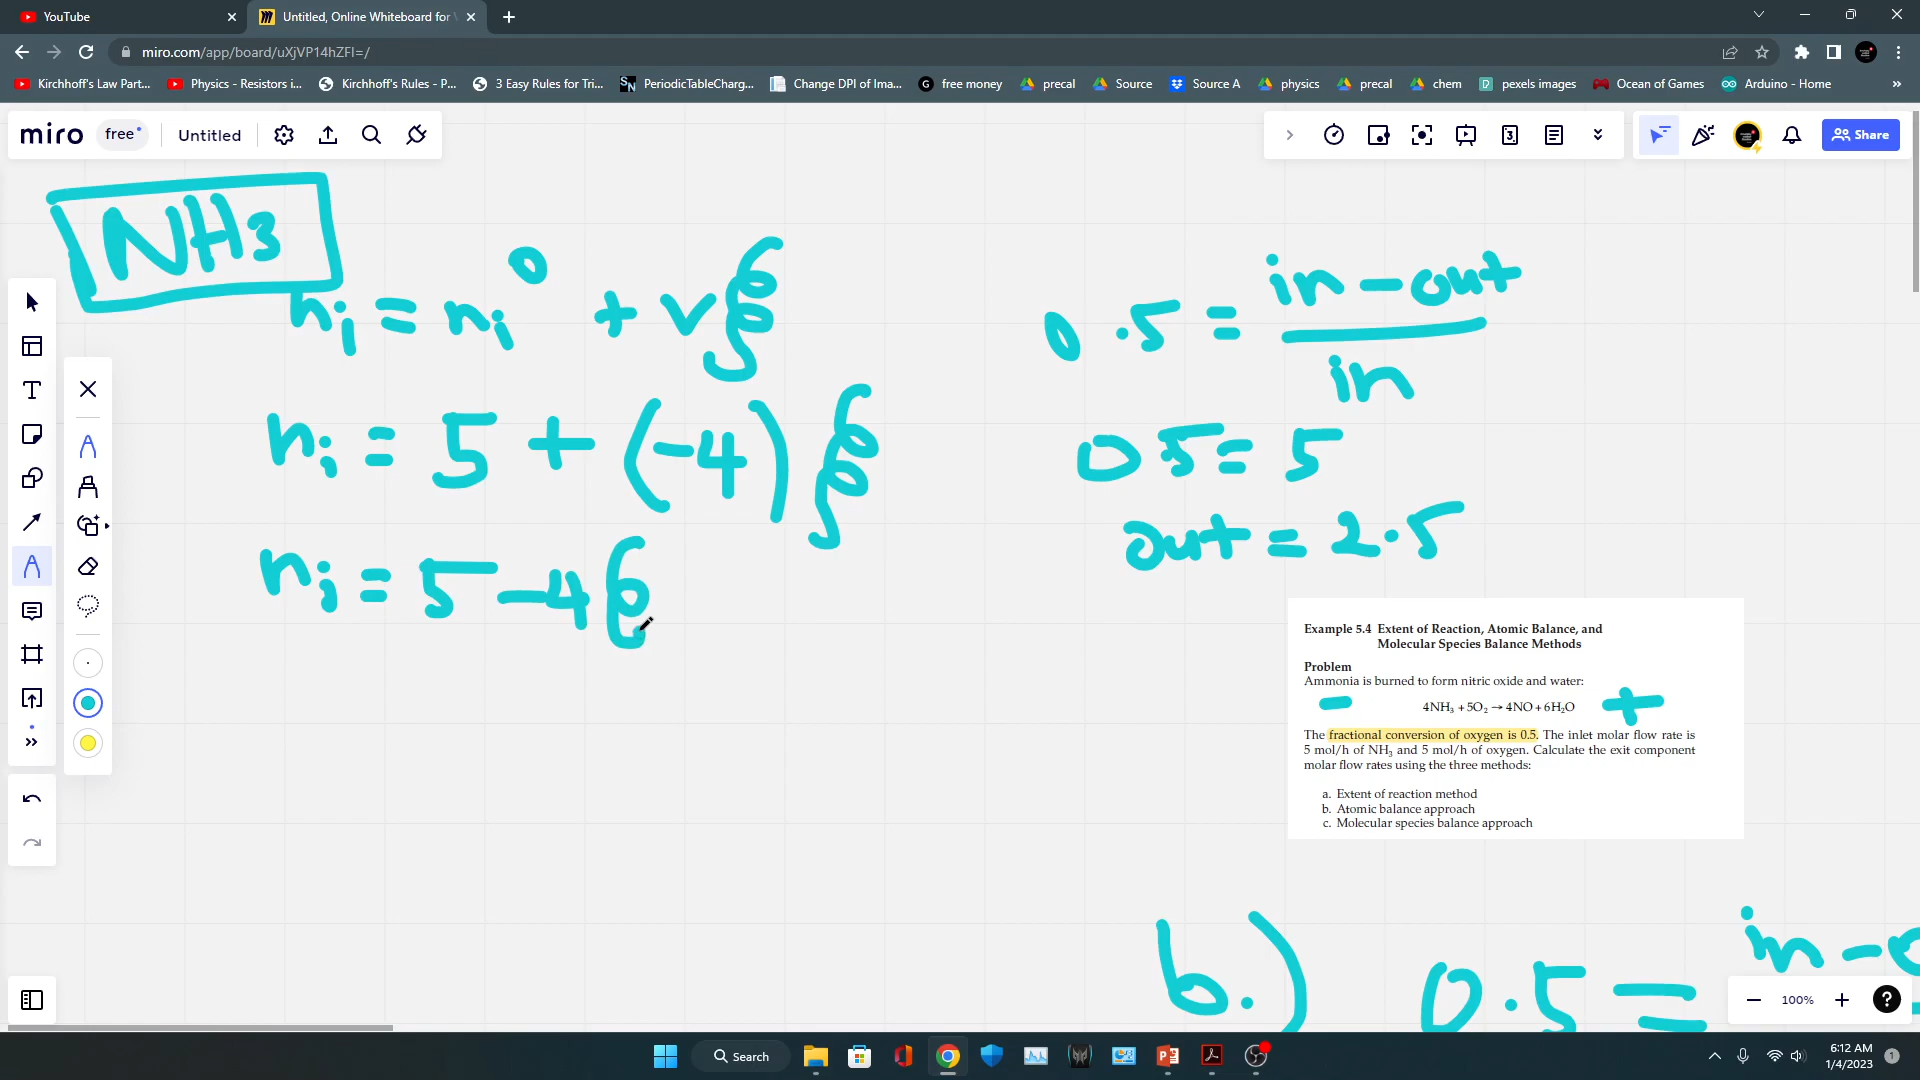 YouTube
Untitled, Online Whiteboard for
miro.com/app/board/uXjVP14hZFI=/
Kirchhoff's Law Part...
Physics - Resistors i...
Kirchhoff's Rules - P...
3 Easy Rules for Tri...
PeriodicTableCharg...
Change DPI of Ima...
free money
precal
Source
Source A
physics
precal
chem
pexels images
Ocean of Games
Arduino - Home
miro
free
Untitled
Share
NH3
ni = ni° + vξ
0.5 = in - out / in
ni = 5 + (-4) ξ
0 5 = 5
ni = 5 - 4
out = 2.5
Example 5.4 Extent of Reaction, Atomic Balance, and
Molecular Species Balance Methods
Problem
Ammonia is burned to form nitric oxide and water:
- 4NH₃ + 5O₂ → 4NO + 6H₂O +
The fractional conversion of oxygen is 0.5. The inlet molar flow rate is
5 mol/h of NH₃ and 5 mol/h of oxygen. Calculate the exit component
molar flow rates using the three methods:
a. Extent of reaction method
b. Atomic balance approach
c. Molecular species balance approach
b.) 0.5 = in -
100%
Search
6:12 AM
1/4/2023